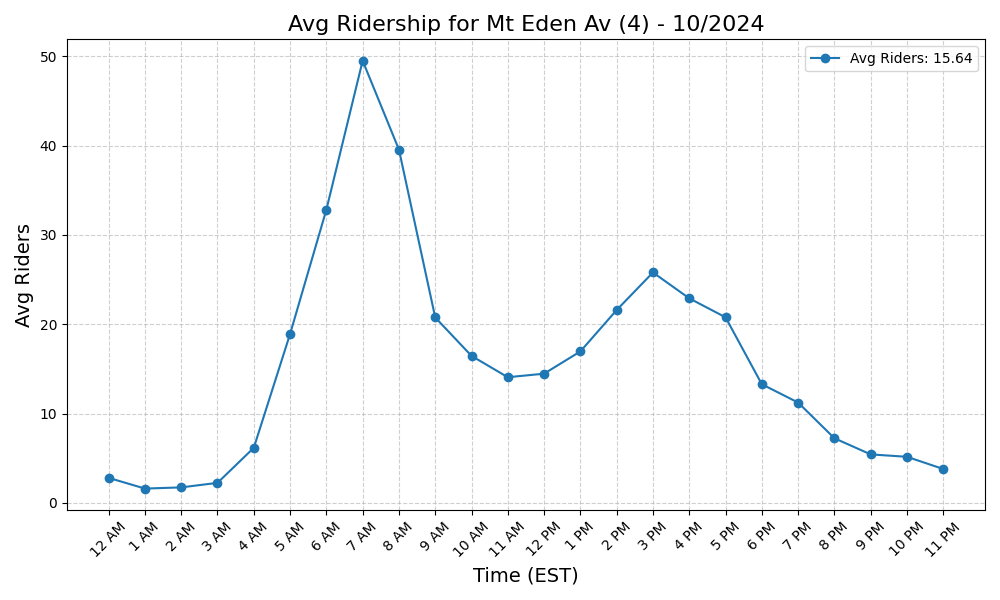 Avg Ridership for Mt Eden Av (4) - 10/2024
Avg Riders: 15.64
Avg Riders
50
40
30
20
10
0
12 AM
1 AM
2 AM
3 AM
4 AM
5 AM
6 AM
7 AM
8 AM
9 AM
10 AM
11 AM
12 PM
1 PM
2 PM
3 PM
4 PM
5 PM
6 PM
7 PM
8 PM
9 PM
10 PM
11 PM
Time (EST)